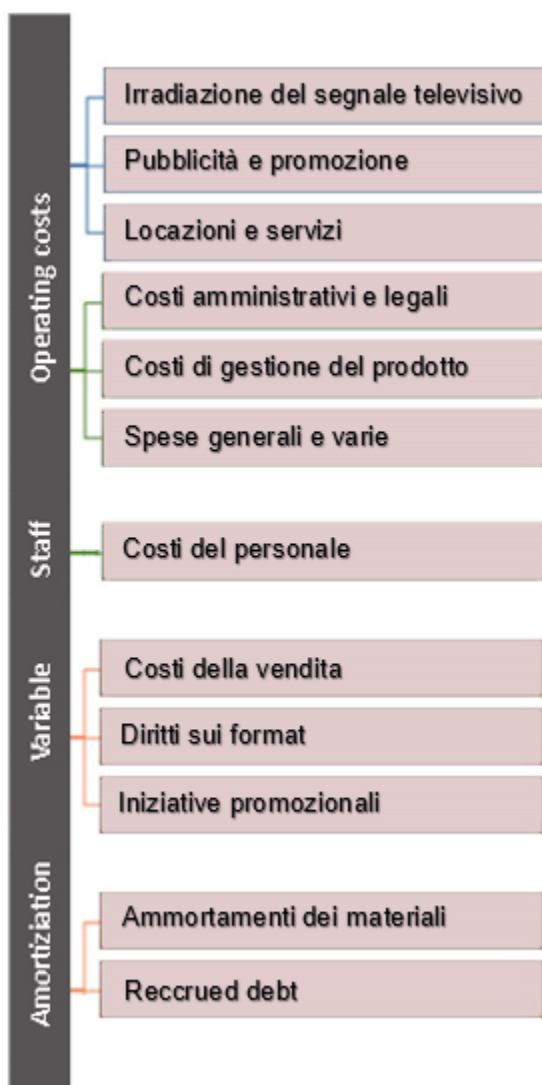 Operating costs
Irradiazione del segnale televisivo
Pubblicità e promozione
Locazioni e servizi
Costi amministrativi e legali
Costi di gestione del prodotto
Spese generali e varie
Staff
Costi del personale
Variable
Costi della vendita
Diritti sui format
Iniziative promozionali
Amortiziation
Ammortamenti dei materiali
Reccrued debt